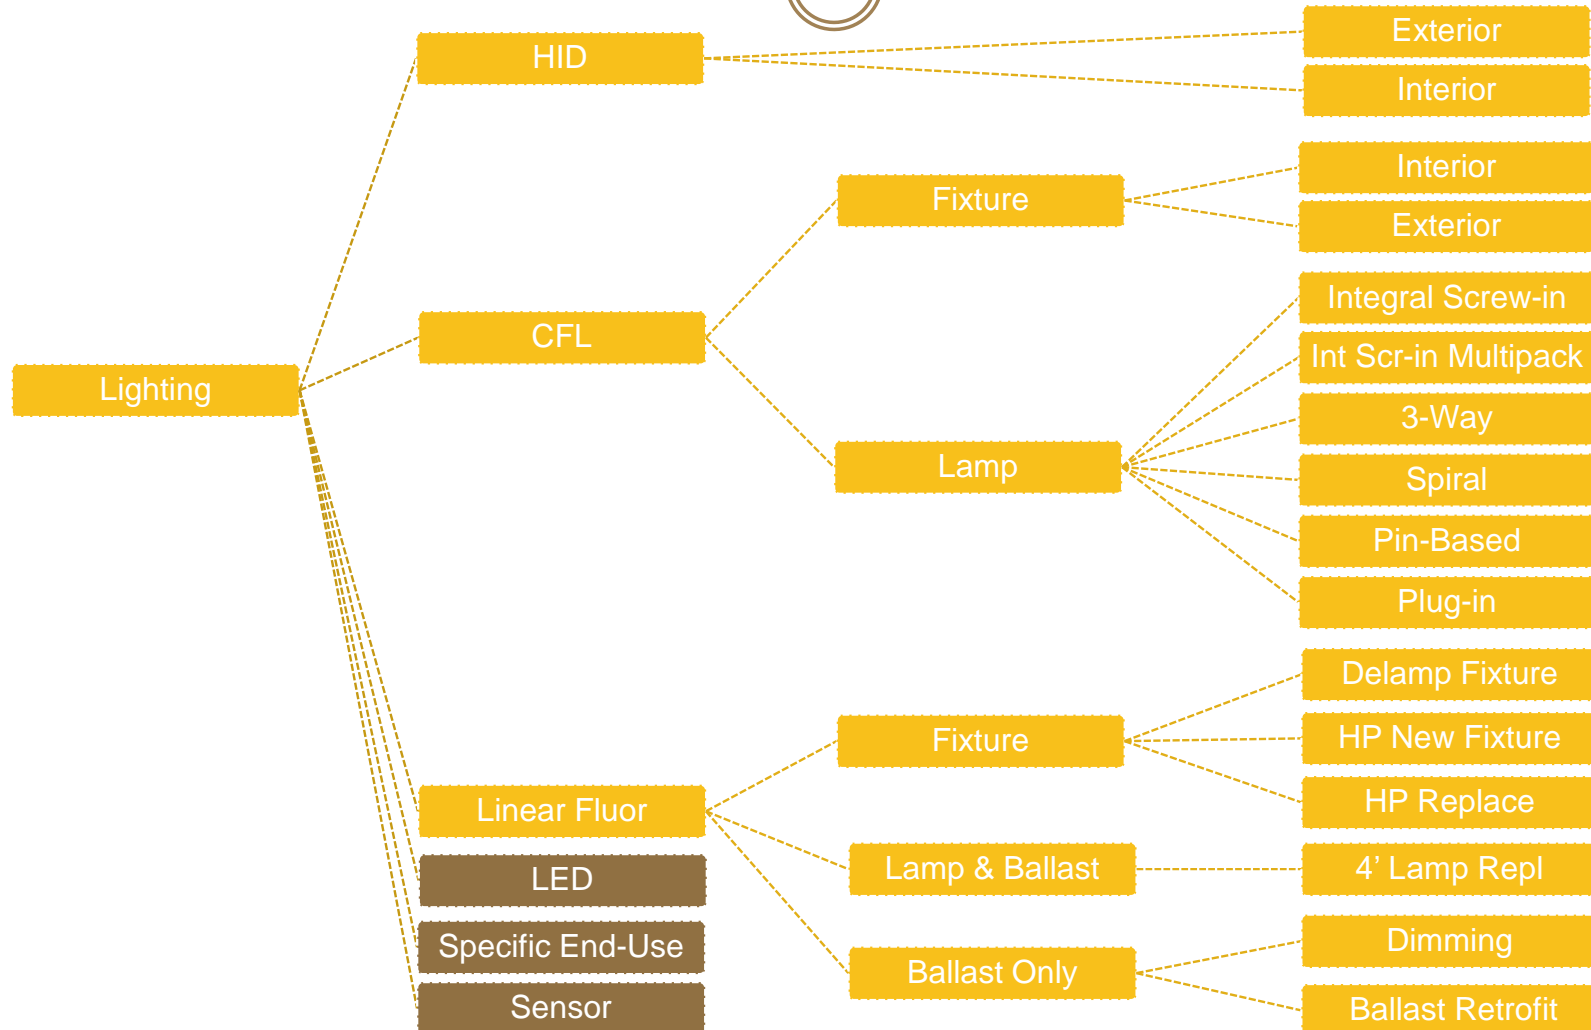 Lighting
HID
Exterior
Interior
CFL
Fixture
Interior
Exterior
Lamp
Integral Screw-in
Int Scr-in Multipack
3-Way
Spiral
Pin-Based
Plug-in
Linear Fluor
Fixture
Delamp Fixture
HP New Fixture
HP Replace
Lamp & Ballast
4’ Lamp Repl
Ballast Only
Dimming
Ballast Retrofit
LED
Specific End-Use
Sensor